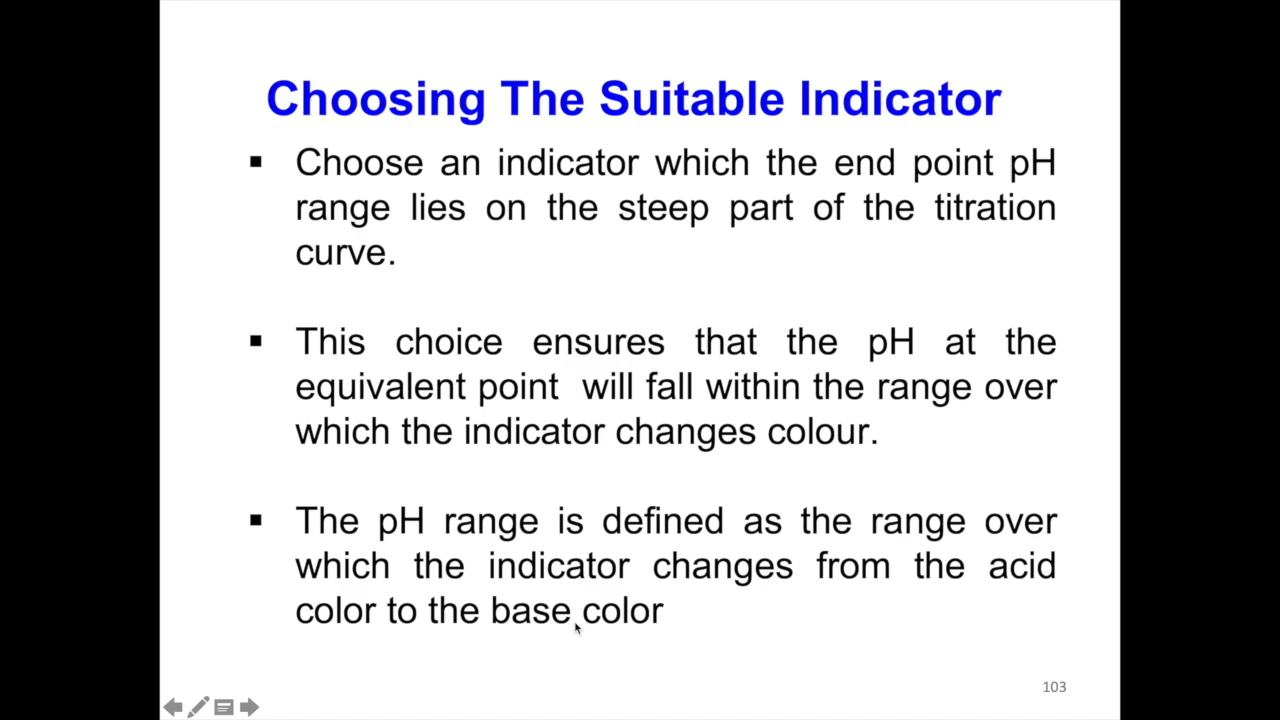 Choosing The Suitable Indicator
▪ Choose an indicator which the end point pH
range lies on the steep part of the titration
curve.
▪ This choice ensures that the pH at the
equivalent point will fall within the range over
which the indicator changes colour.
▪ The pH range is defined as the range over
which the indicator changes from the acid
color to the base color
103